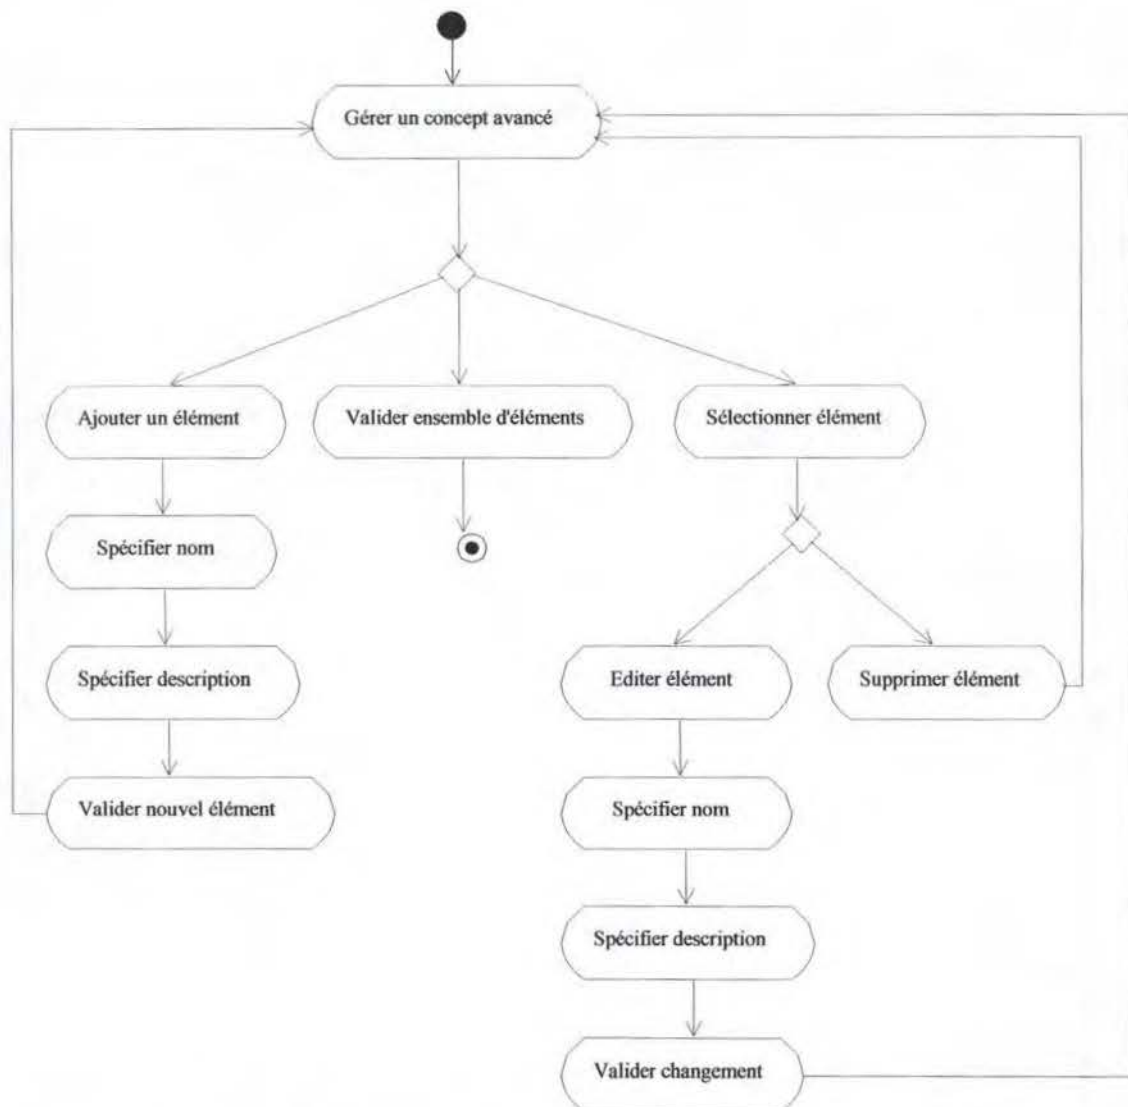 Gérer un concept avancé
Ajouter un élément
Valider ensemble d'éléments
Sélectionner élément
Spécifier nom
Spécifier description
Editer élément
Supprimer élément
Valider nouvel élément
Spécifier nom
Spécifier description
Valider changement